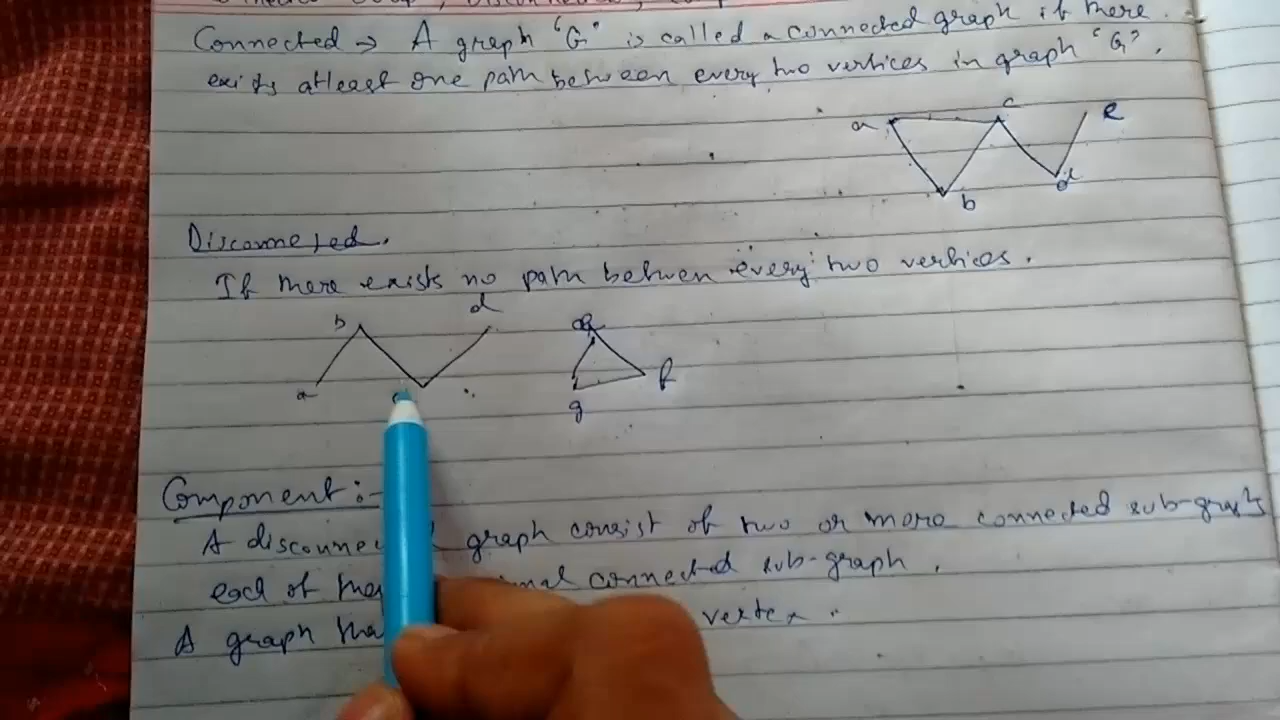 Connected → A graph "G" is called a connected graph if there
exists atleast one path between every two vertices in graph "G".
a c e
b d
Disconnected.
If there exists no path between every two vertices.
b d
a f
g
Component :-
A graph consist of two or more connected sub-graphs
each of connected sub-graph.
A graph vertex.